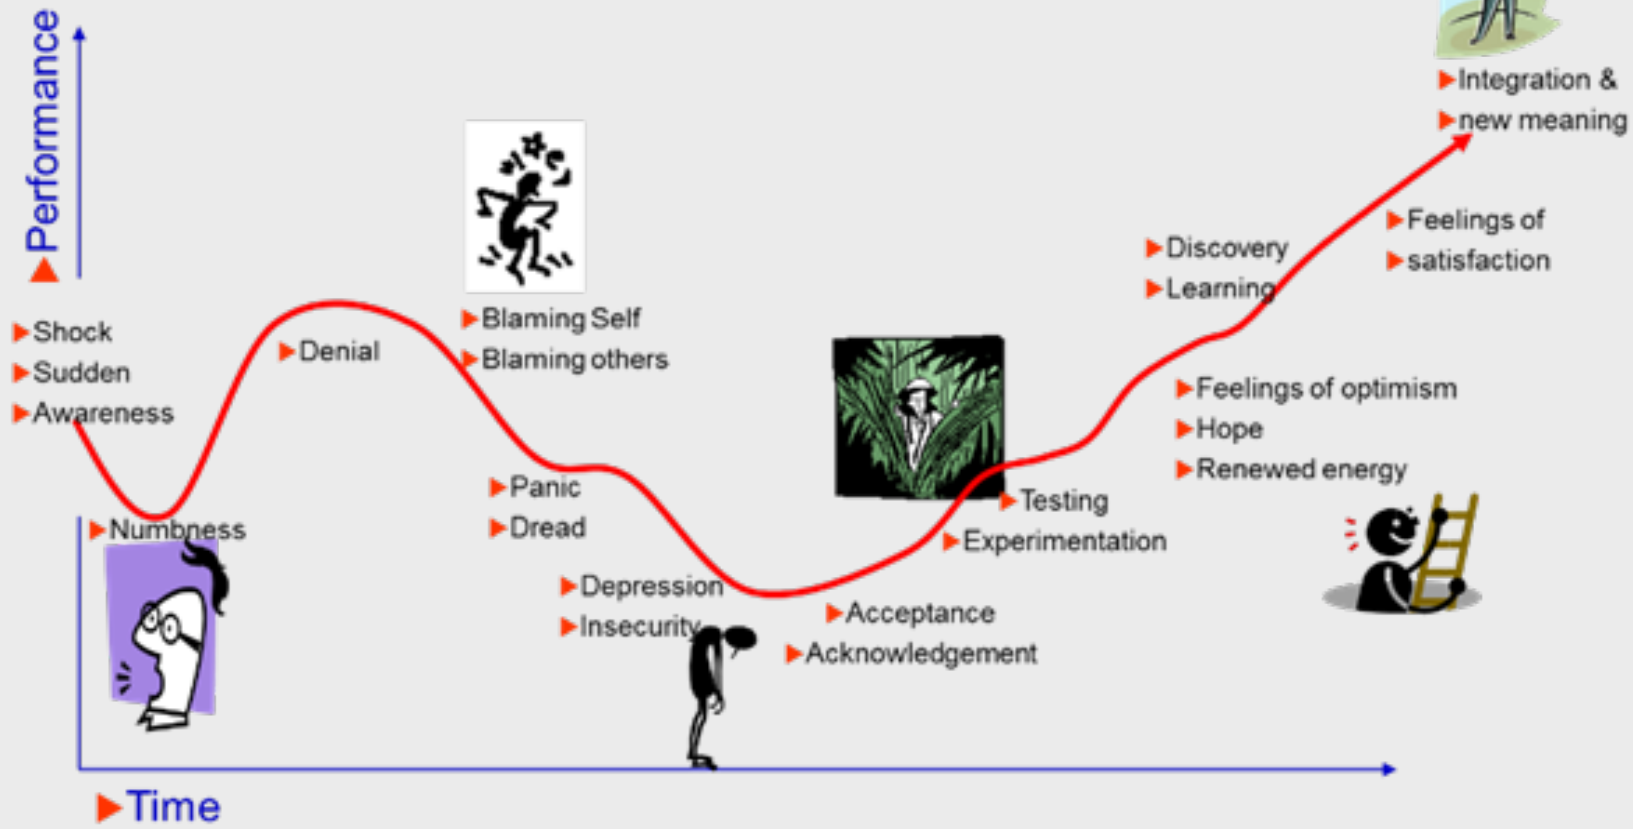 Performance
Shock
Sudden
Awareness
Numbness
Denial
Blaming Self
Blaming others
Panic
Dread
Depression
Insecurity
Acceptance
Acknowledgement
Testing
Experimentation
Discovery
Learning
Feelings of optimism
Hope
Renewed energy
Feelings of
satisfaction
Integration &
new meaning
Time